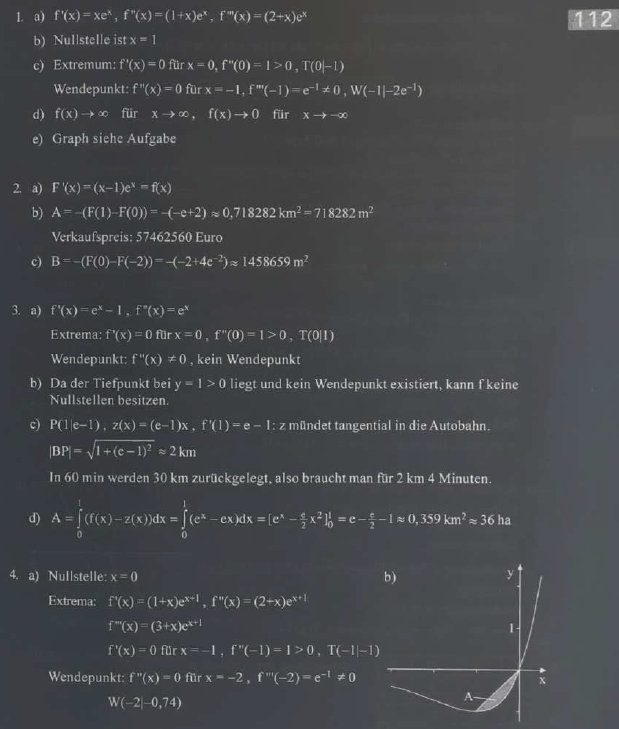 112
1. a) f'(x) = xeˣ, f''(x) = (1+x)eˣ, f'''(x) = (2+x)eˣ
b) Nullstelle ist x = 1
c) Extremum: f'(x) = 0 für x = 0, f''(0) = 1 > 0, T(0|−1)
Wendepunkt: f''(x) = 0 für x = −1, f'''(−1) = e⁻¹ ≠ 0, W(−1|−2e⁻¹)
d) f(x) → ∞ für x → ∞, f(x) → 0 für x → −∞
e) Graph siehe Aufgabe
2. a) F'(x) = (x−1)eˣ = f(x)
b) A = −(F(1)−F(0)) = −(−e+2) ≈ 0,718282 km² = 718282 m²
Verkaufspreis: 57462560 Euro
c) B = −(F(0)−F(−2)) = −(−2+4e⁻²) ≈ 1458659 m²
3. a) f'(x) = eˣ − 1, f''(x) = eˣ
Extrema: f'(x) = 0 für x = 0, f''(0) = 1 > 0, T(0|1)
Wendepunkt: f''(x) ≠ 0, kein Wendepunkt
b) Da der Tiefpunkt bei y = 1 > 0 liegt und kein Wendepunkt existiert, kann f keine
Nullstellen besitzen.
c) P(1|e−1), z(x) = (e−1)x, f'(1) = e − 1: z mündet tangential in die Autobahn.
|BP| = √(1+(e−1)²) ≈ 2 km
In 60 min werden 30 km zurückgelegt, also braucht man für 2 km 4 Minuten.
d) A = ∫₀¹(f(x)−z(x))dx = ∫₀¹(eˣ−ex)dx = [eˣ − e/2 x²]₀¹ = e − e/2 − 1 ≈ 0,359 km² ≈ 36 ha
4. a) Nullstelle: x = 0
Extrema: f'(x) = (1+x)eˣ⁺¹, f''(x) = (2+x)eˣ⁺¹
f'''(x) = (3+x)eˣ⁺¹
f'(x) = 0 für x = −1, f''(−1) = 1 > 0, T(−1|−1)
Wendepunkt: f''(x) = 0 für x = −2, f'''(−2) = e⁻¹ ≠ 0
W(−2|−0,74)
b)
y
1
x
A